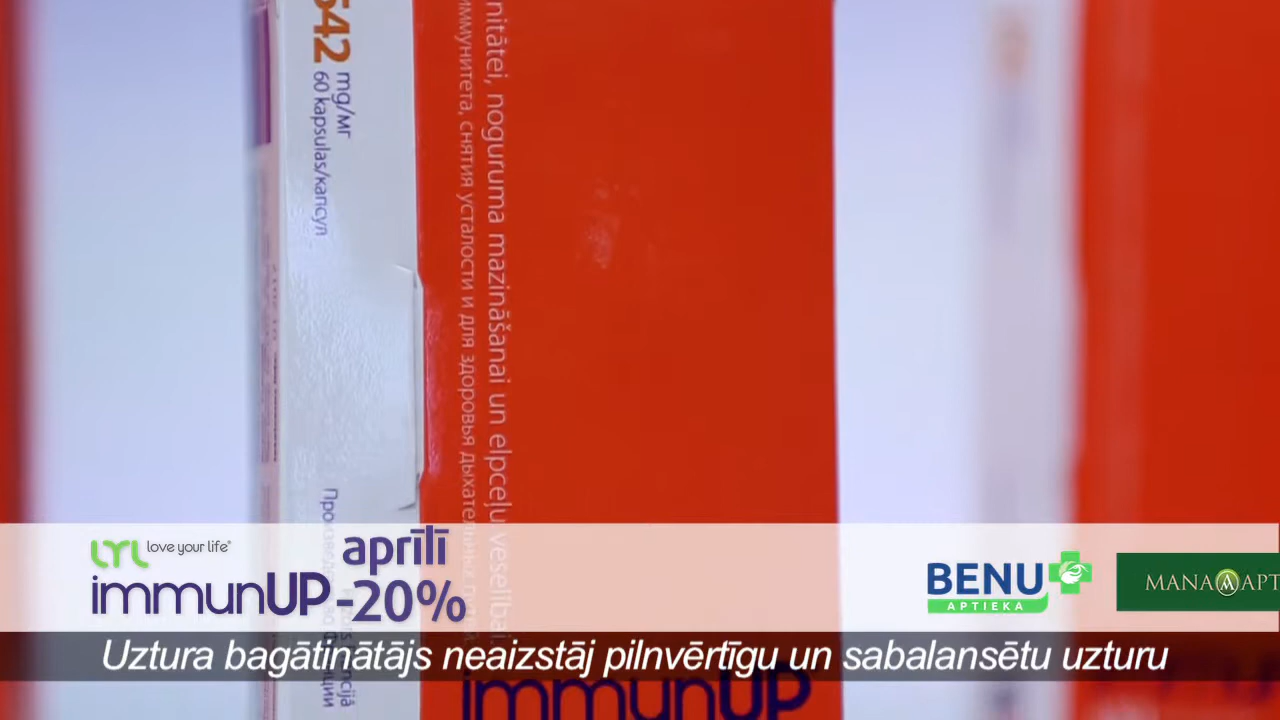 542
mg/мг
60 kapsulas/капсул
nitātei, noguruma mazināšanai un elpceļu veselībai.
иммунитета, снятия усталости и для здоровья дыхательных
LYL love your life®
immunUP
aprīlī
-20%
BENU
APTIEKA
MANA APT
Uztura bagātinātājs neaizstāj pilnvērtīgu un sabalansētu uzturu
immunUP